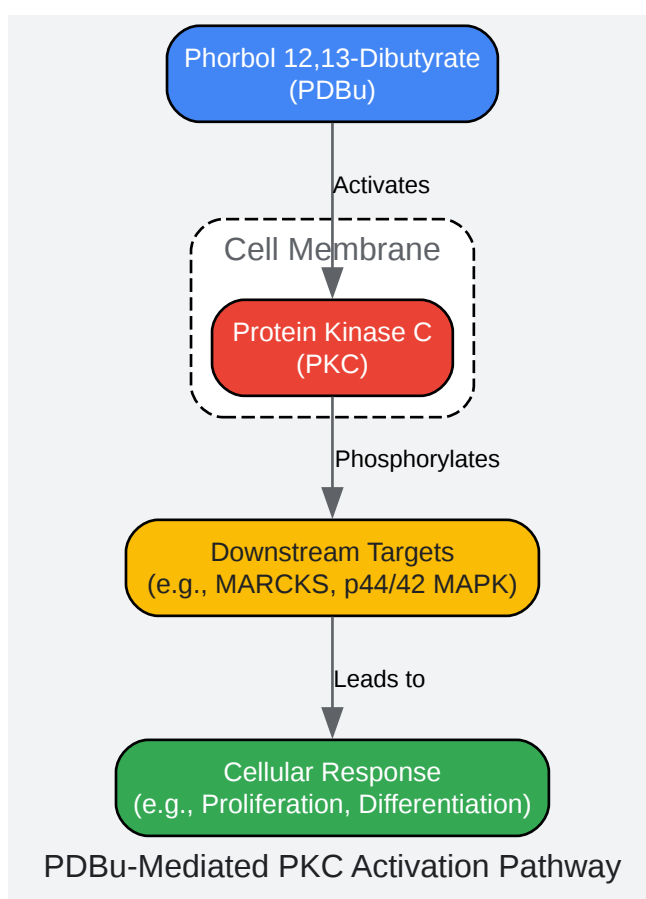 Phorbol 12,13-Dibutyrate
(PDBu)
Activates
Cell Membrane
Protein Kinase C
(PKC)
Phosphorylates
Downstream Targets
(e.g., MARCKS, p44/42 MAPK)
Leads to
Cellular Response
(e.g., Proliferation, Differentiation)
PDBu-Mediated PKC Activation Pathway